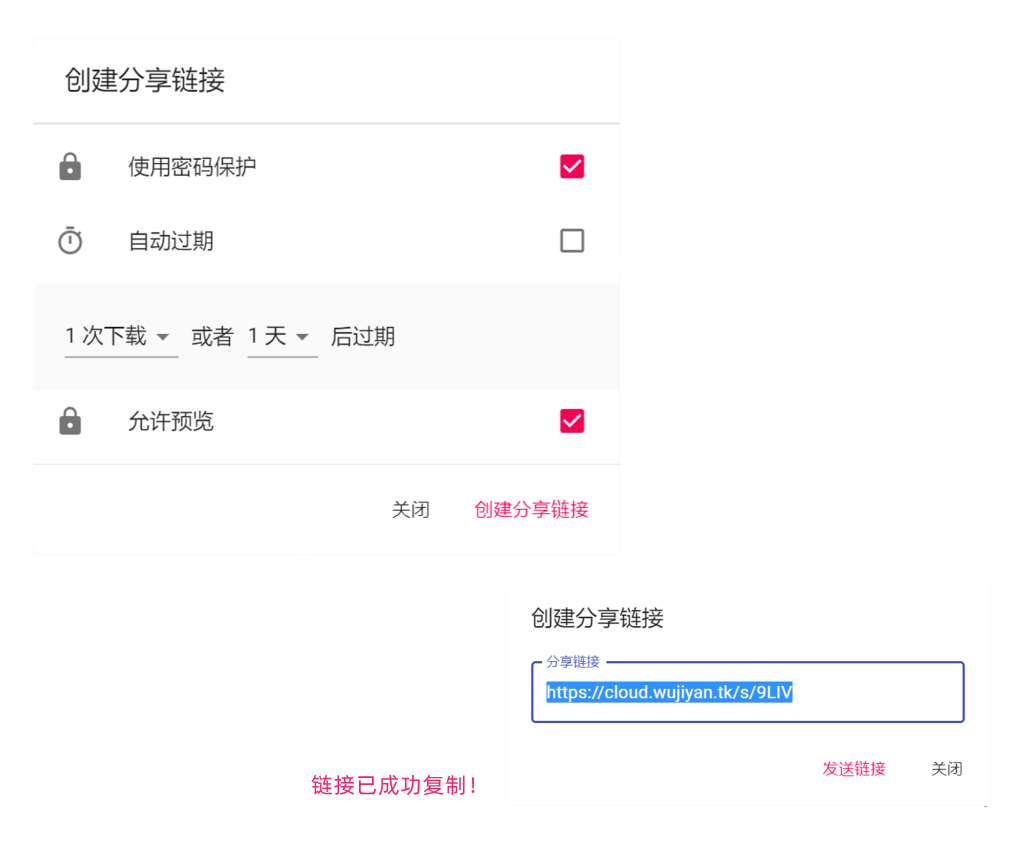 创建分享链接
使用密码保护
自动过期
1 次下载 或者 1 天 后过期
允许预览
关闭 创建分享链接
创建分享链接
分享链接
https://cloud.wujiyan.tk/s/9LIV
发送链接 关闭
链接已成功复制！